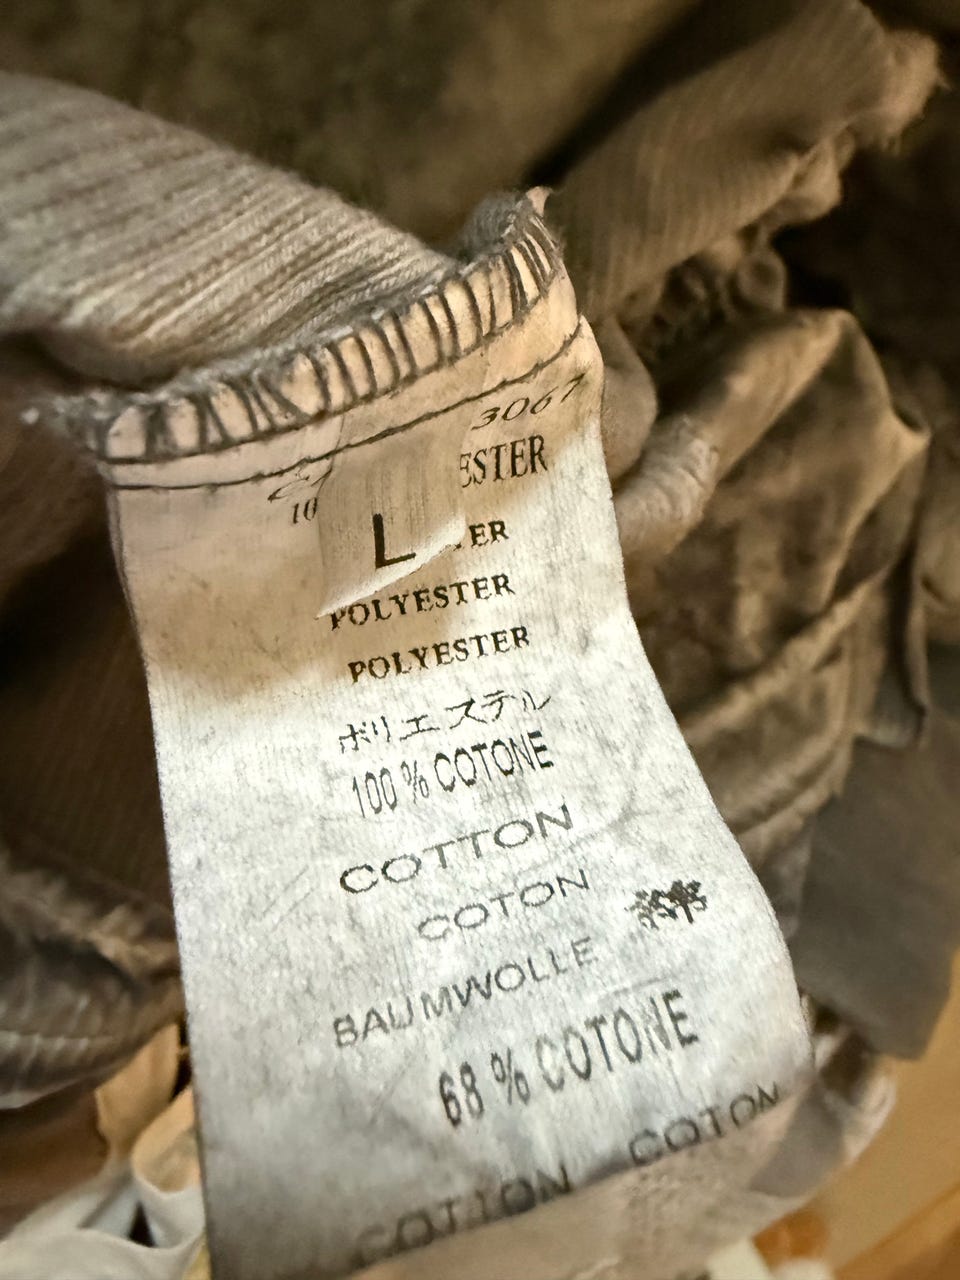 3067
10 ESTER
L
ER
POLYESTER
POLYESTER
ポリエステル
100 % COTONE
COTTON
COTON
BAUMWOLLE
68 % COTONE
COTTON COTON